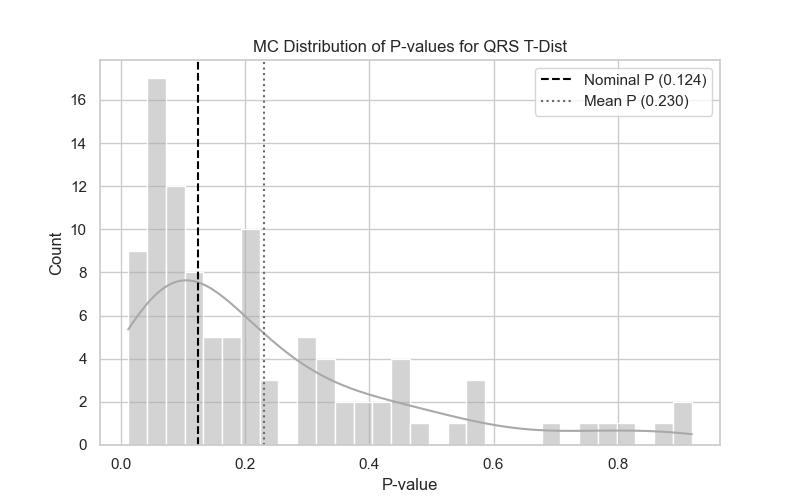 MC Distribution of P-values for QRS T-Dist
Nominal P (0.124)
Mean P (0.230)
Count
16
14
12
10
8
6
4
2
0
0.0 0.2 0.4 0.6 0.8
P-value